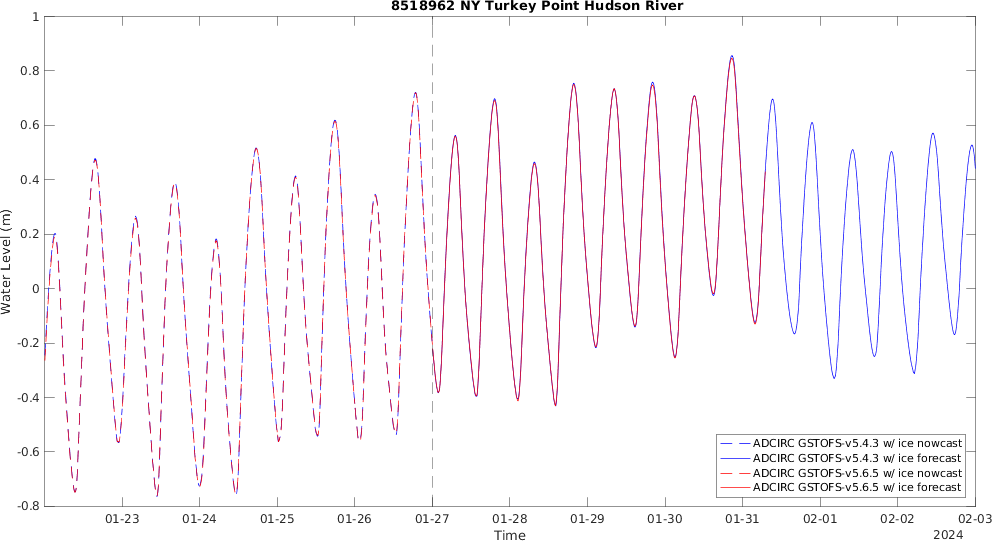 8518962 NY Turkey Point Hudson River
1
0.8
0.6
0.4
0.2
0
-0.2
-0.4
-0.6
-0.8
Water Level (m)
ADCIRC GSTOFS-v5.4.3 w/ ice nowcast
ADCIRC GSTOFS-v5.4.3 w/ ice forecast
ADCIRC GSTOFS-v5.6.5 w/ ice nowcast
ADCIRC GSTOFS-v5.6.5 w/ ice forecast
01-23 01-24 01-25 01-26 01-27 01-28 01-29 01-30 01-31 02-01 02-02 02-03
Time
2024